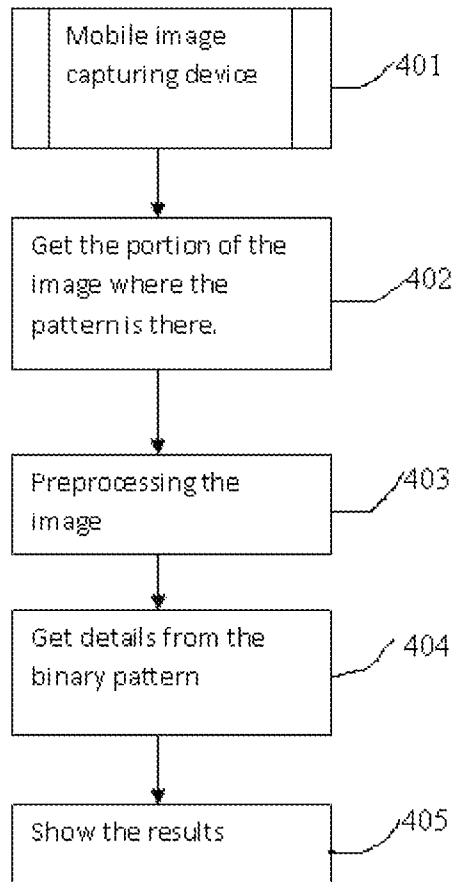 Mobile image
capturing device
401
Get the portion of the
image where the
pattern is there.
402
Preprocessing the
image
403
Get details from the
binary pattern
404
Show the results
405